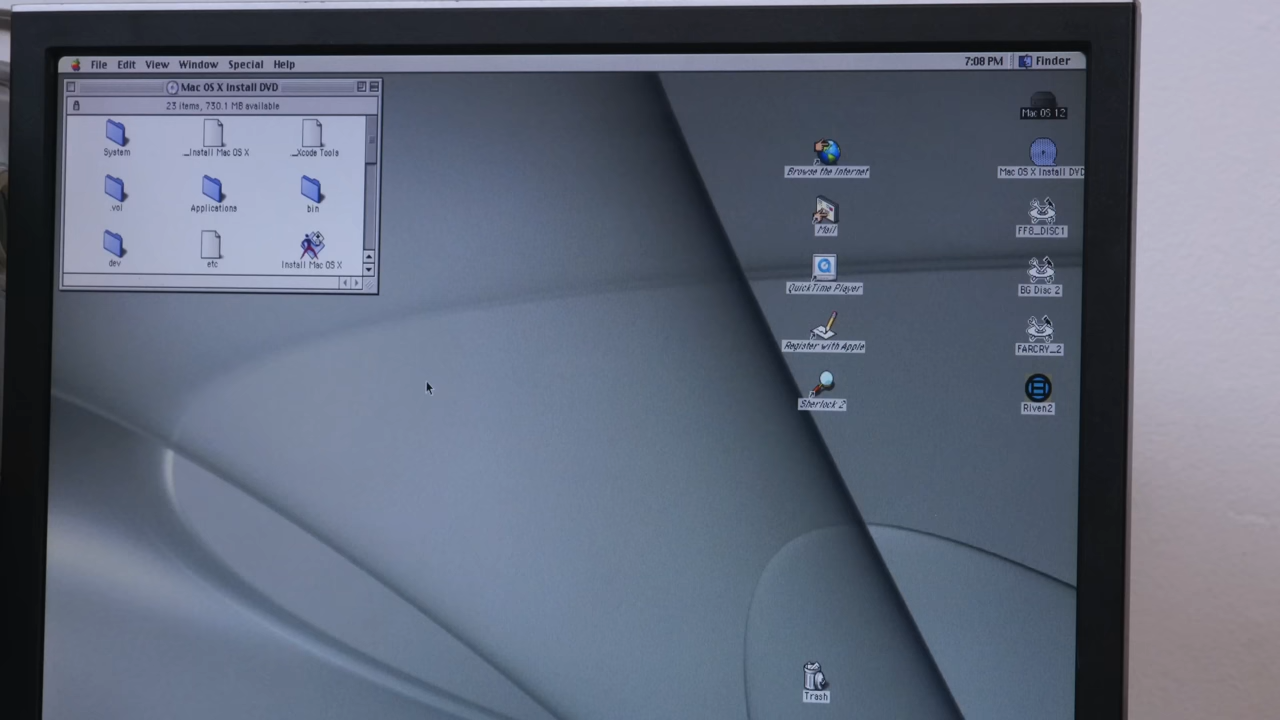 File Edit View Window Special Help
7:08 PM Finder
Mac OS X Install DVD
23 items, 730.1 MB available
System
_Install Mac OS X
_Xcode Tools
.vol
Applications
bin
dev
etc
Install Mac OS X
Browse the Internet
Mail
QuickTime Player
Register with Apple
Sherlock 2
Mac OS 12
Mac OS X Install DVD
FF8_DISC1
BG Disc 2
FARCRY_2
Riven2
Trash